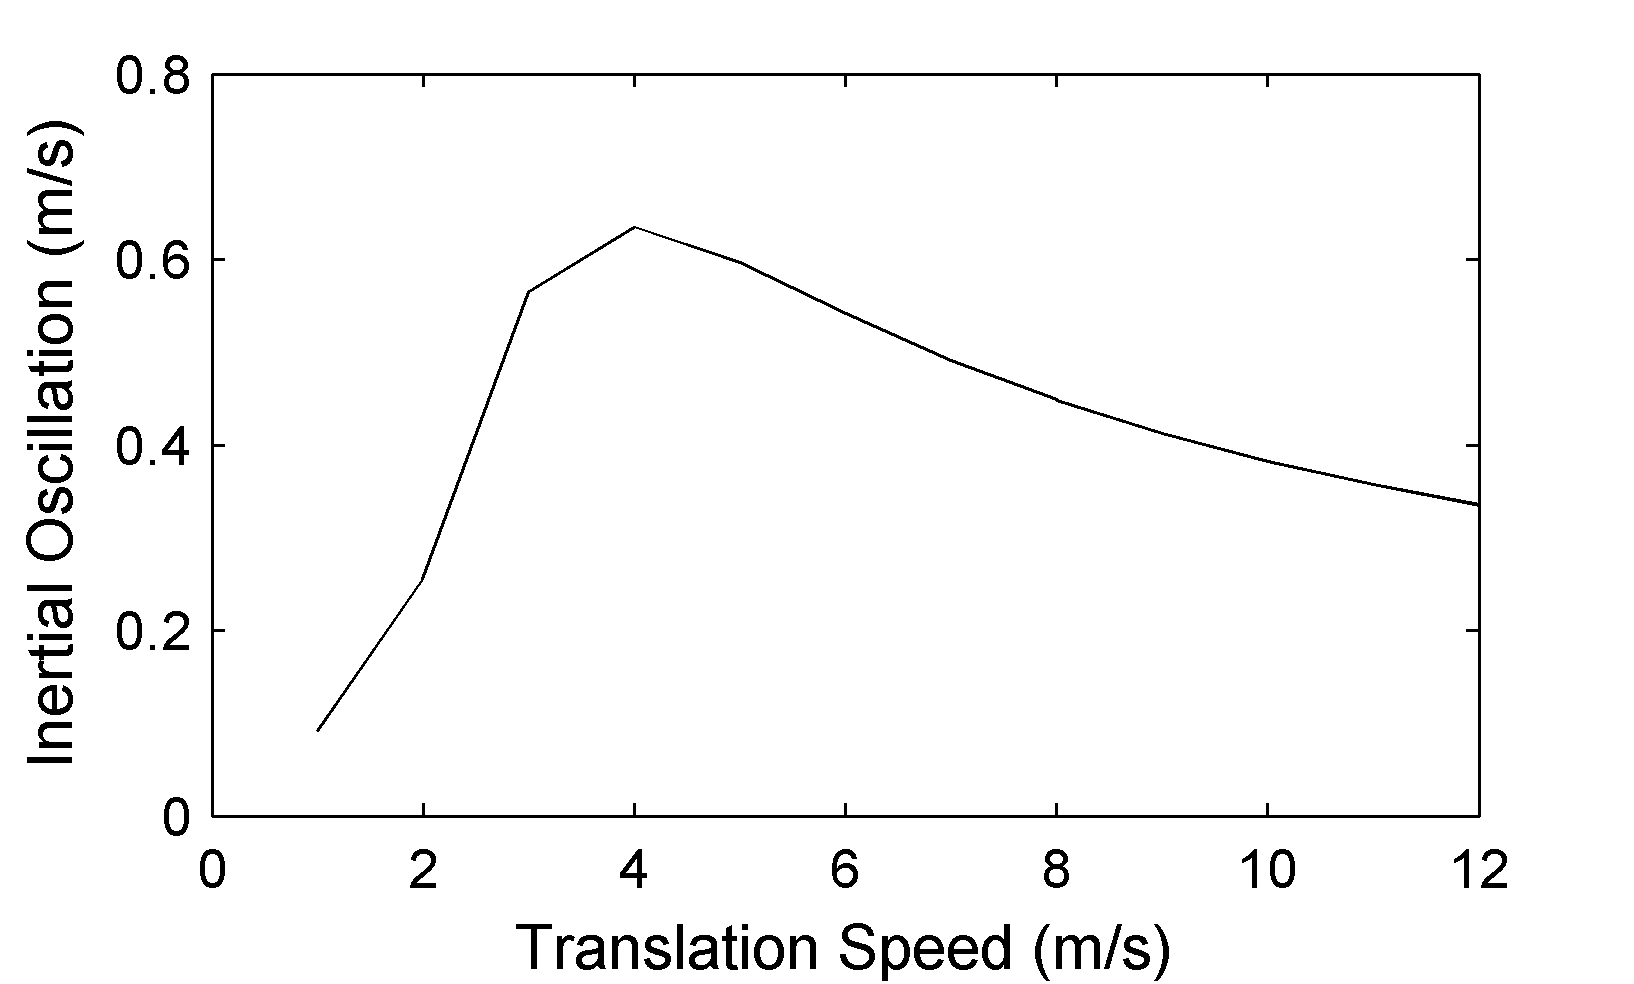 0.8
0.6
0.4
0.2
0
0 2 4 6 8 10 12
Inertial Oscillation (m/s)
Translation Speed (m/s)